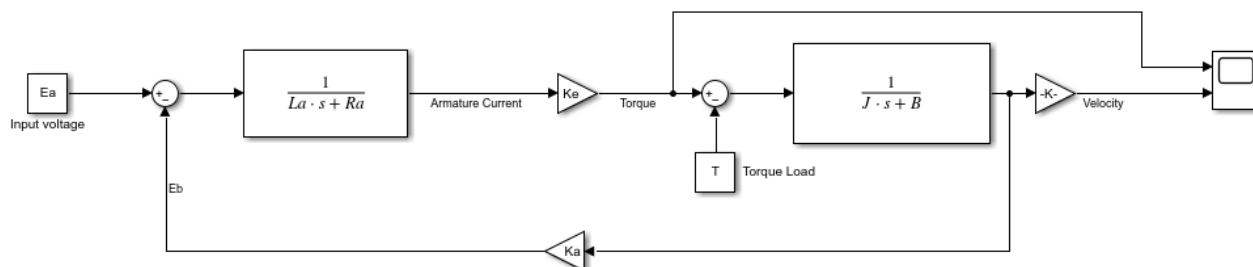 Ea
Input voltage
+
−
1
La · s + Ra
Armature Current
Ke
Torque
+
−
T
Torque Load
1
J · s + B
-K-
Velocity
Eb
Ka